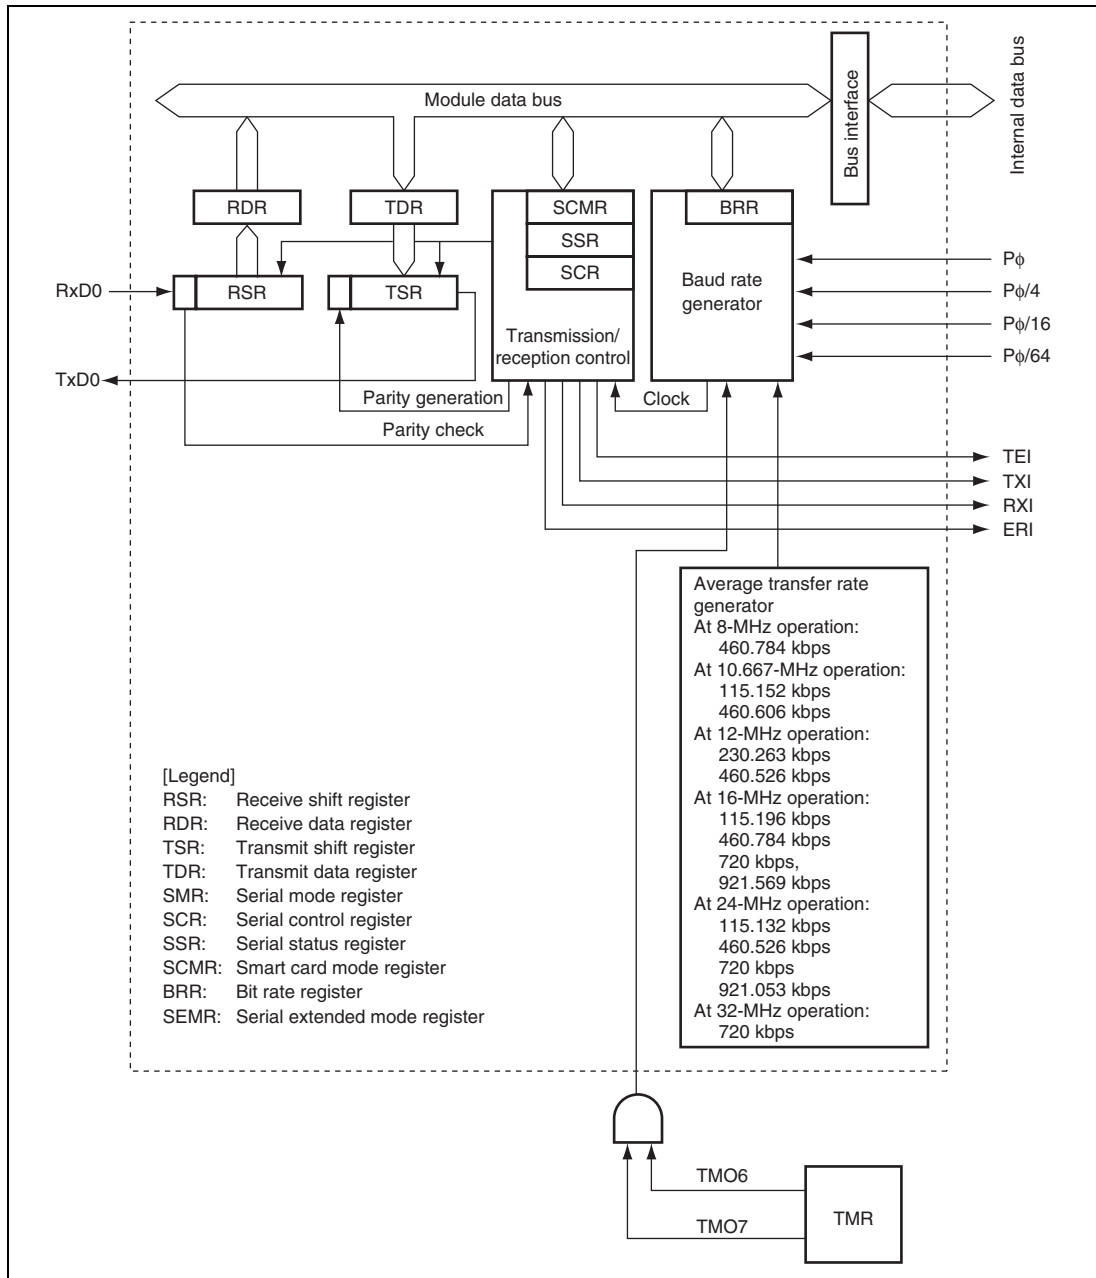 Module data bus
Bus interface
Internal data bus
RDR
TDR
SCMR
BRR
SSR
SCR
RxD0
RSR
TSR
Baud rate
generator
Pϕ
Pϕ/4
Pϕ/16
Pϕ/64
Transmission/
reception control
TxD0
Parity generation
Clock
Parity check
TEI
TXI
RXI
ERI
Average transfer rate
generator
At 8-MHz operation:
460.784 kbps
At 10.667-MHz operation:
115.152 kbps
460.606 kbps
At 12-MHz operation:
230.263 kbps
460.526 kbps
At 16-MHz operation:
115.196 kbps
460.784 kbps
720 kbps,
921.569 kbps
At 24-MHz operation:
115.132 kbps
460.526 kbps
720 kbps
921.053 kbps
At 32-MHz operation:
720 kbps
[Legend]
RSR: Receive shift register
RDR: Receive data register
TSR: Transmit shift register
TDR: Transmit data register
SMR: Serial mode register
SCR: Serial control register
SSR: Serial status register
SCMR: Smart card mode register
BRR: Bit rate register
SEMR: Serial extended mode register
TMO6
TMO7
TMR